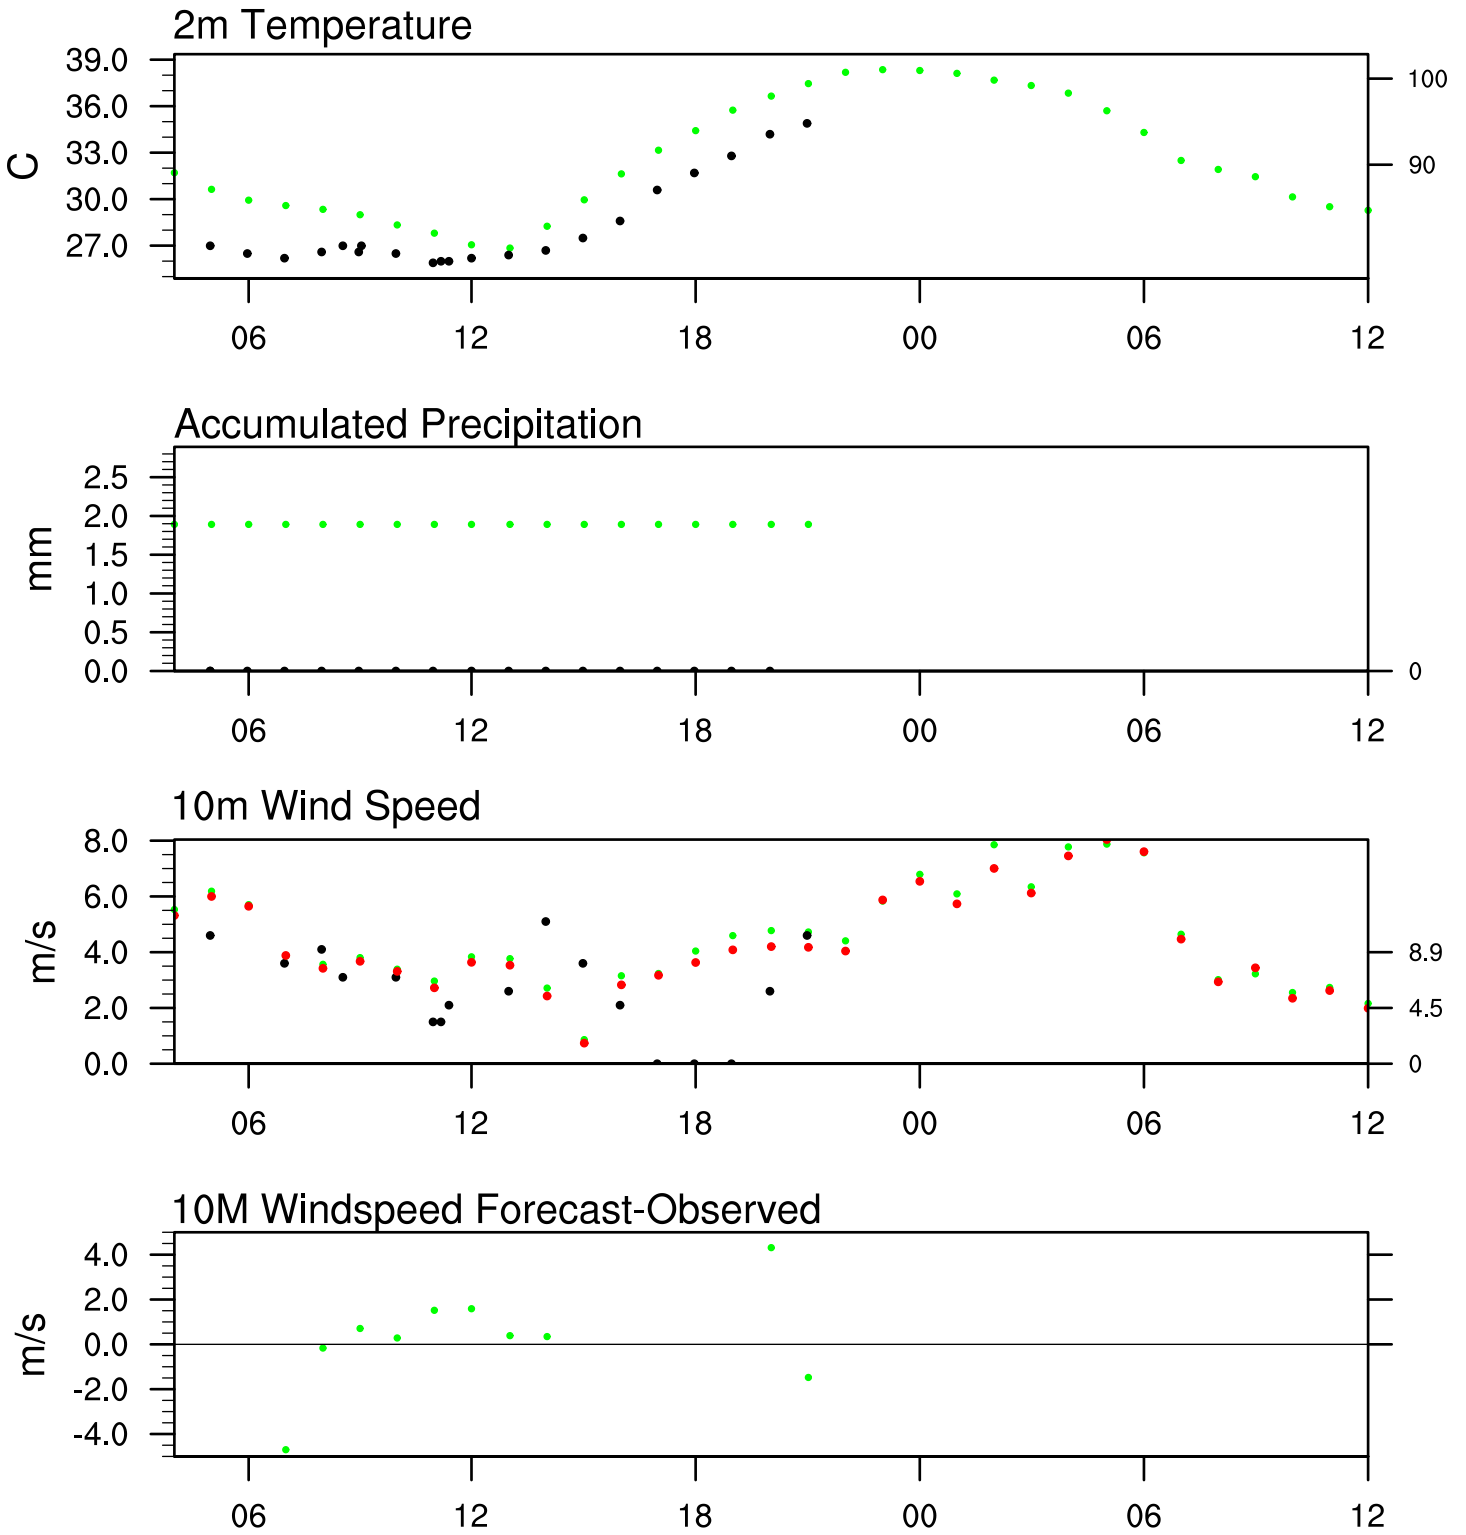 2m Temperature
39.0
36.0
33.0
30.0
27.0
C
100
90
06 12 18 00 06 12
Accumulated Precipitation
2.5
2.0
1.5
1.0
0.5
0.0
mm
0
06 12 18 00 06 12
10m Wind Speed
8.0
6.0
4.0
2.0
0.0
m/s
8.9
4.5
0
06 12 18 00 06 12
10M Windspeed Forecast-Observed
4.0
2.0
0.0
-2.0
-4.0
m/s
06 12 18 00 06 12